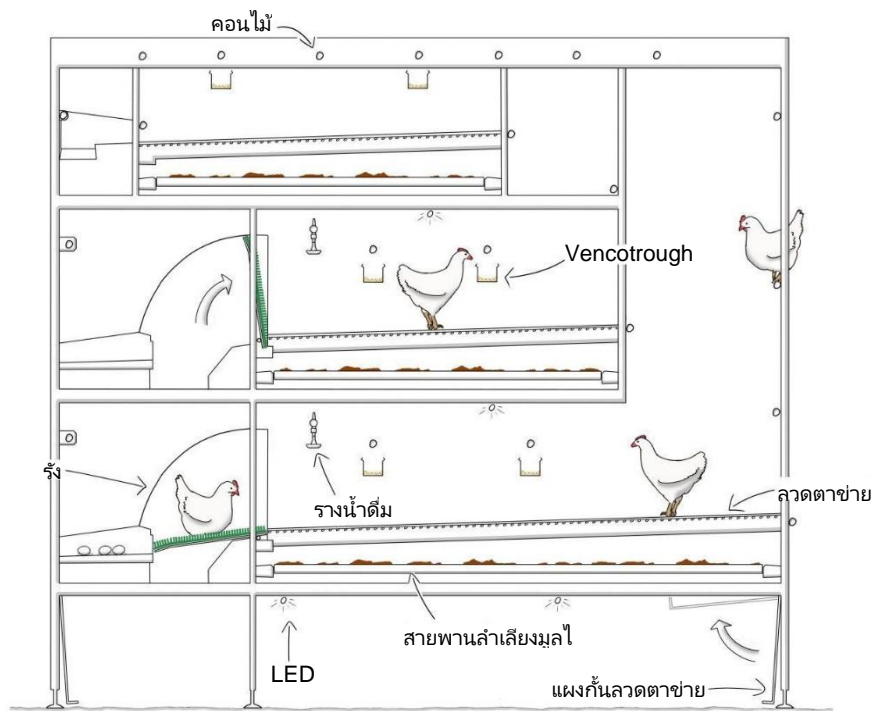 คอนไม้
Vencotrough
รัง
รางน้ำดื่ม
ลวดตาข่าย
สายพานลำเลียงมูลไ
LED
แผงกั้นลวดตาข่าย